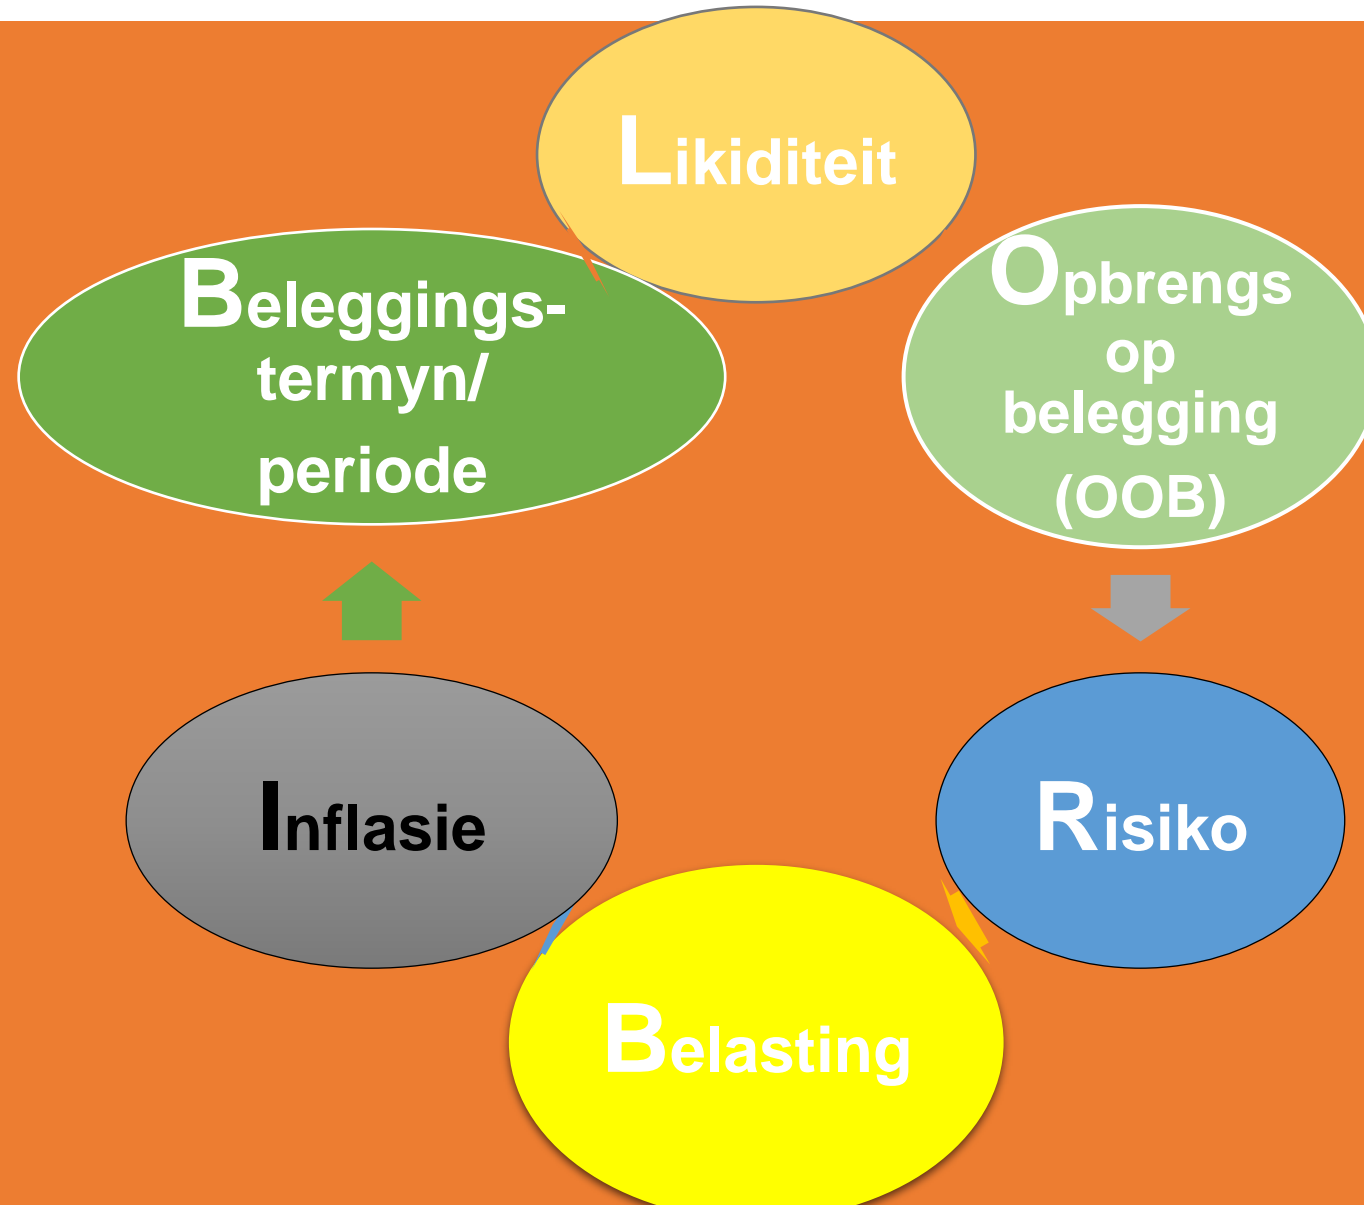 Likiditeit
Opbrengs
op
belegging
(OOB)
Risiko
Belasting
Inflasie
Beleggings-
termyn/
periode